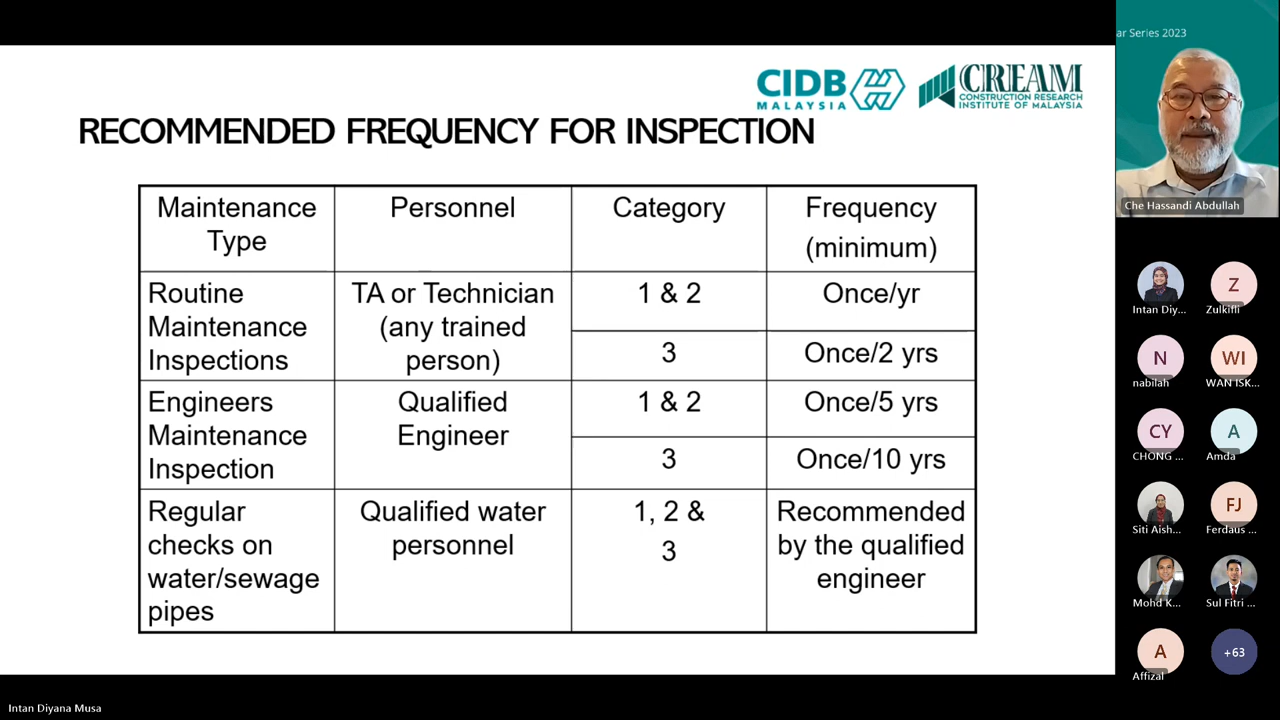 ar Series 2023
CIDB
MALAYSIA
CREAM
CONSTRUCTION RESEARCH
INSTITUTE OF MALAYSIA
RECOMMENDED FREQUENCY FOR INSPECTION
Maintenance
Type
Personnel
Category
Frequency
(minimum)
Routine
Maintenance
Inspections
TA or Technician
(any trained
person)
1 & 2
Once/yr
3
Once/2 yrs
Engineers
Maintenance
Inspection
Qualified
Engineer
1 & 2
Once/5 yrs
3
Once/10 yrs
Regular
checks on
water/sewage
pipes
Qualified water
personnel
1, 2 &
3
Recommended
by the qualified
engineer
Che Hassandi Abdullah
Intan Diy...
Z
Zulkifli
N
nabilah
WI
WAN ISK...
CY
CHONG ...
A
Amda
Siti Aish...
FJ
Ferdaus ...
Mohd K...
Sul Fitri ...
A
Affizal
+63
Intan Diyana Musa